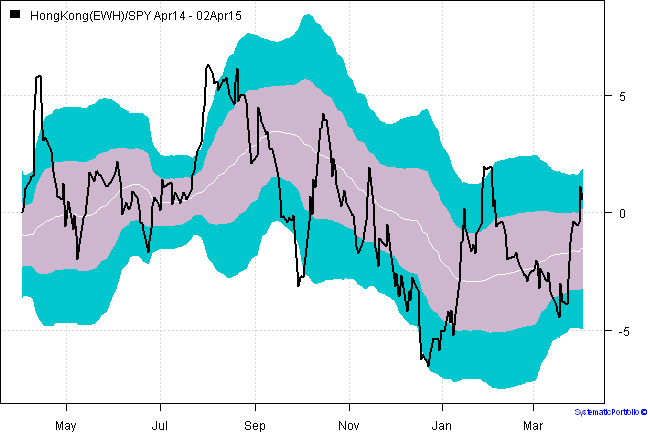 HongKong(EWH)/SPY Apr14 - 02Apr15
5
0
-5
May Jul Sep Nov Jan Mar
SystematicPortfolio ©